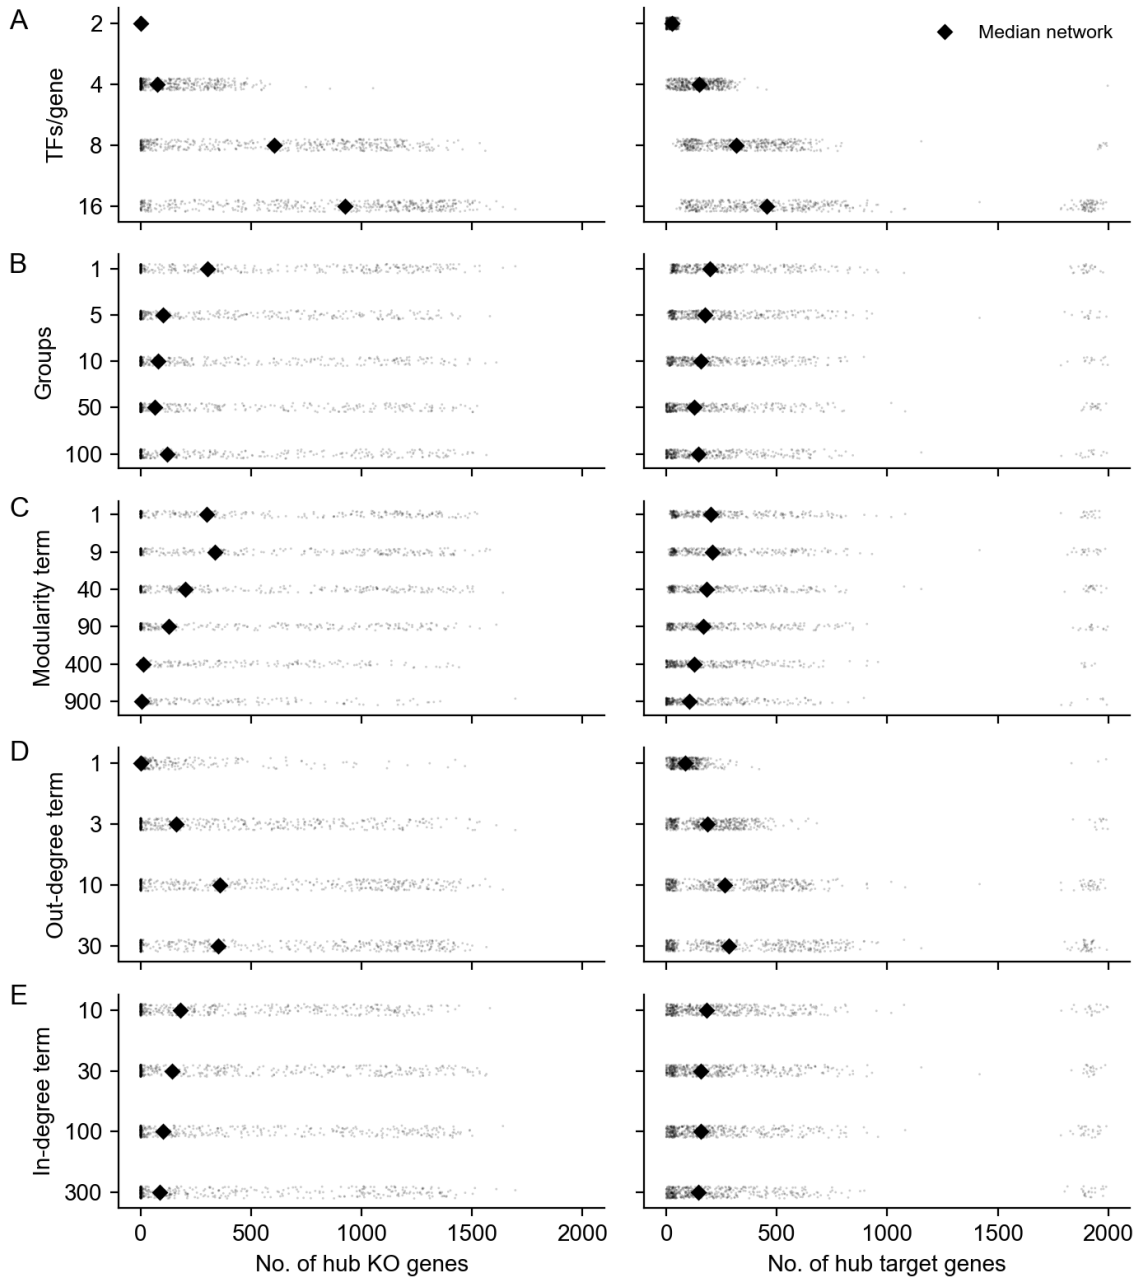 A
TFs/gene
2
4
8
16
Median network
B
Groups
1
5
10
50
100
C
Modularity term
1
9
40
90
400
900
D
Out-degree term
1
3
10
30
E
In-degree term
10
30
100
300
0 500 1000 1500 2000
0 500 1000 1500 2000
No. of hub KO genes
No. of hub target genes